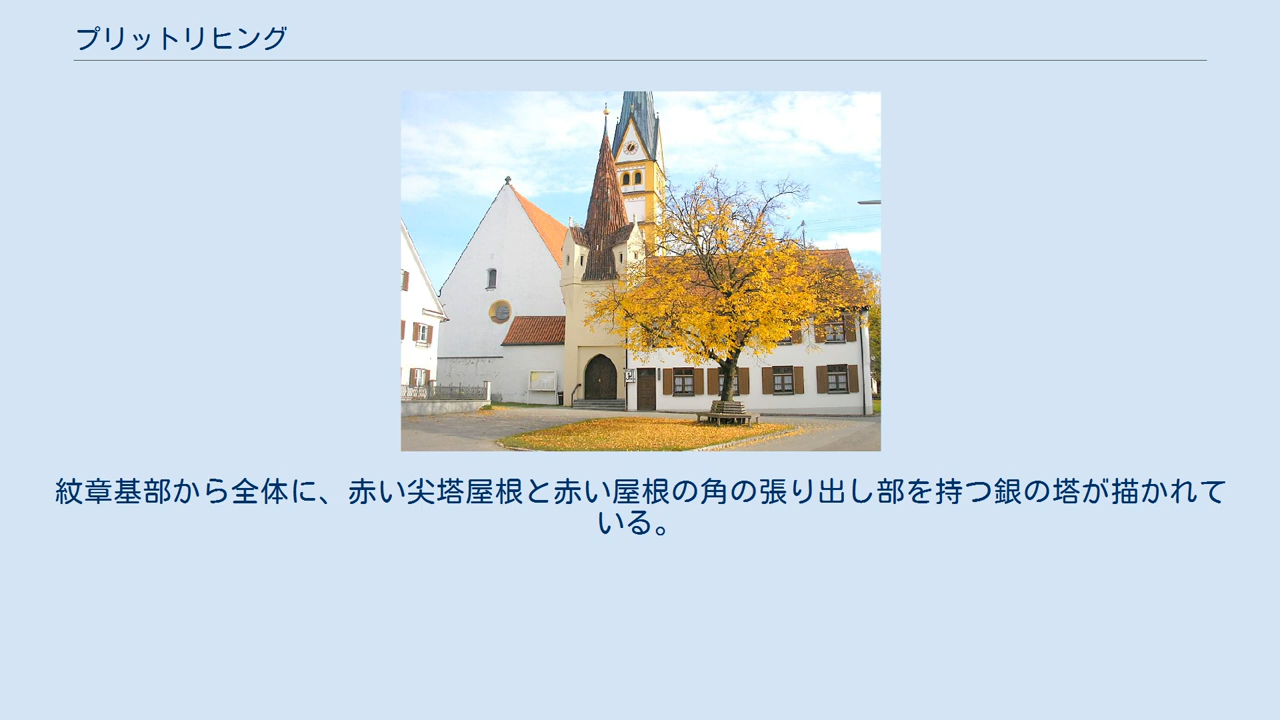 プリットリヒング
紋章基部から全体に、赤い尖塔屋根と赤い屋根の角の張り出し部を持つ銀の塔が描かれて
いる。